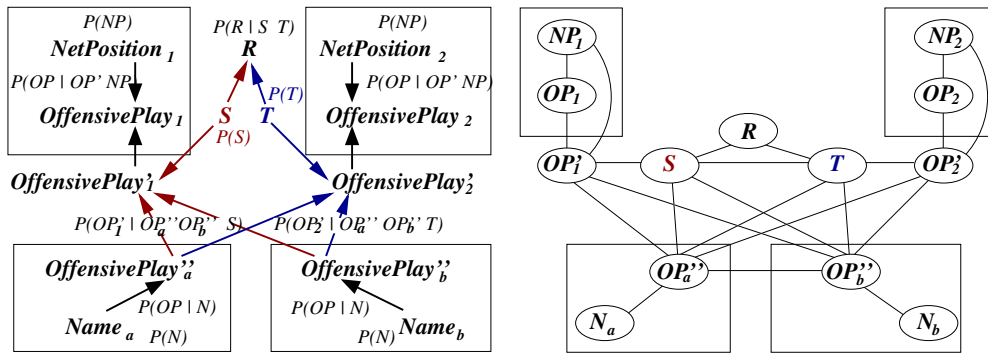 P(NP)
NetPosition 1
P(R | S T)
R
P(NP)
NetPosition 2
P(OP | OP' NP)
P(T)
P(OP | OP' NP)
OffensivePlay 1
S
T
OffensivePlay 2
P(S)
OffensivePlay'1
OffensivePlay'2
P(OP'1 | OP''a OP''b S)
P(OP'2 | OP''a OP''b T)
OffensivePlay''a
OffensivePlay''b
P(OP | N)
P(OP | N)
Name a
P(N)
P(N)
Name b
NP1
NP2
OP1
OP2
R
OP'1
S
T
OP'2
OP''a
OP''b
N a
N b